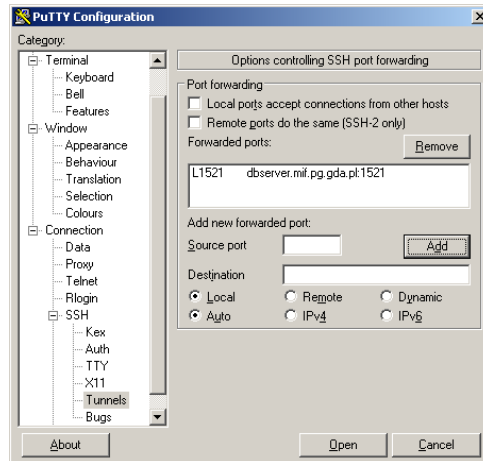 PuTTY Configuration
Category:
Terminal
Keyboard
Bell
Features
Window
Appearance
Behaviour
Translation
Selection
Colours
Connection
Data
Proxy
Telnet
Rlogin
SSH
Kex
Auth
TTY
X11
Tunnels
Bugs
Options controlling SSH port forwarding
Port forwarding
Local ports accept connections from other hosts
Remote ports do the same (SSH-2 only)
Forwarded ports:
Remove
L1521 dbserver.mif.pg.gda.pl:1521
Add new forwarded port:
Source port
Add
Destination
Local Remote Dynamic
Auto IPv4 IPv6
About Open Cancel